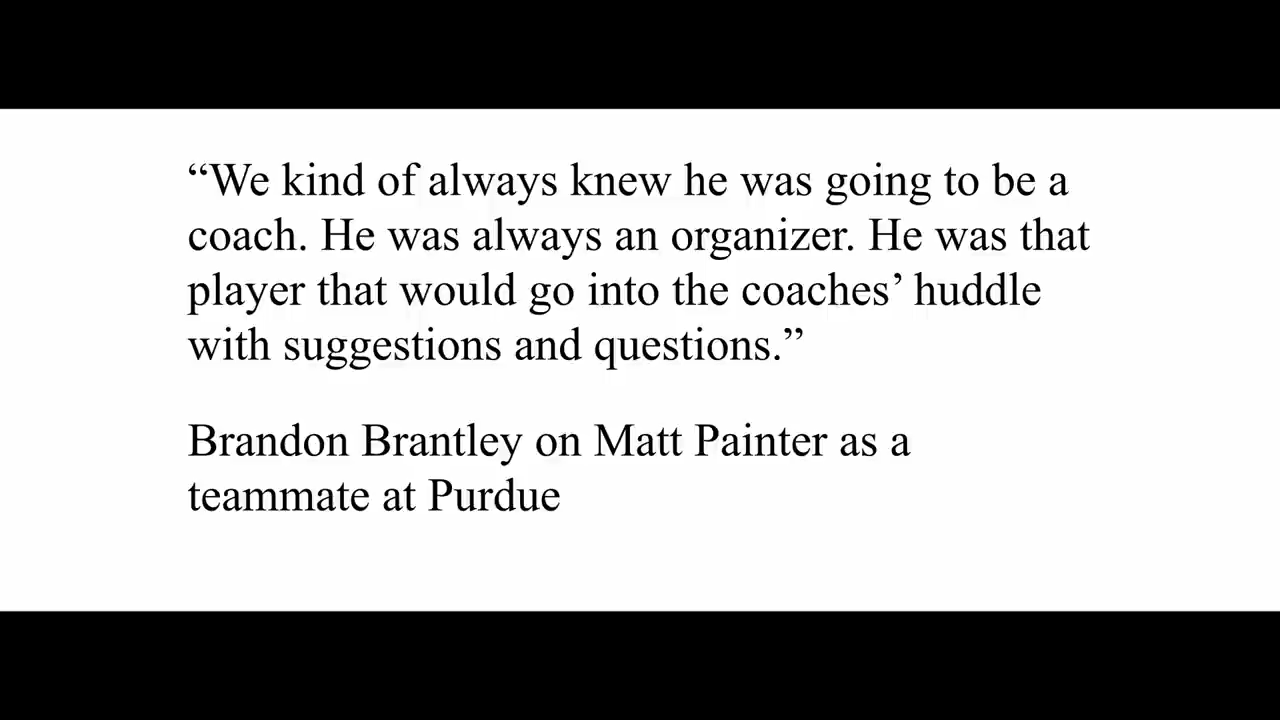 “We kind of always knew he was going to be a
coach. He was always an organizer. He was that
player that would go into the coaches’ huddle
with suggestions and questions.”
Brandon Brantley on Matt Painter as a
teammate at Purdue